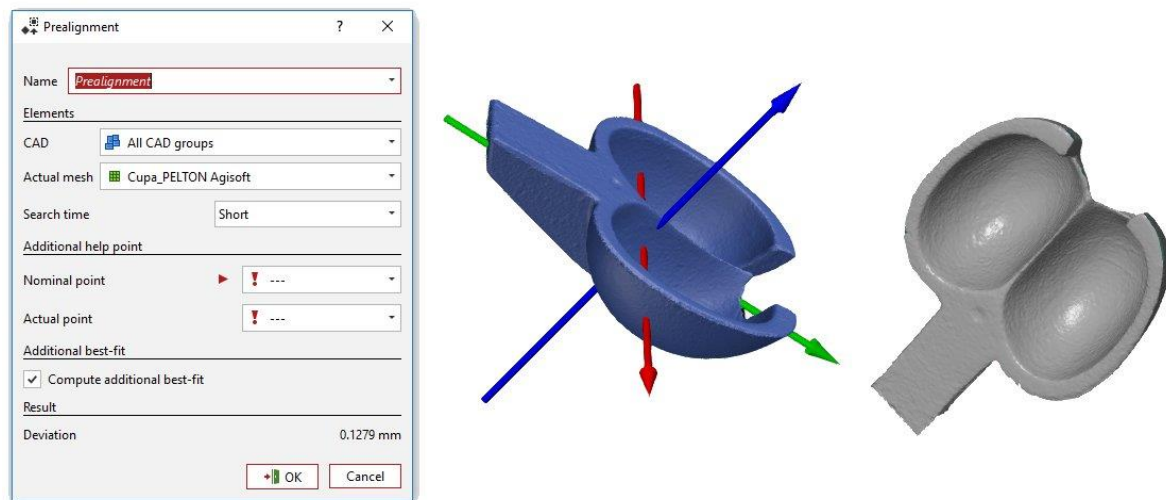 Prealignment ? ×
Name Prealignment
Elements
CAD All CAD groups
Actual mesh Cupa_PELTON Agisoft
Search time Short
Additional help point
Nominal point ---
Actual point ---
Additional best-fit
Compute additional best-fit
Result
Deviation 0.1279 mm
OK Cancel